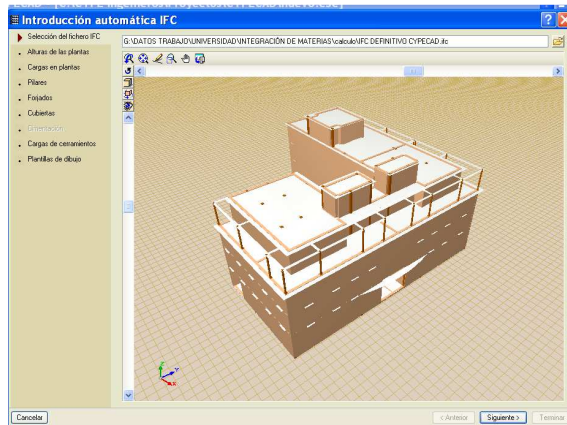 Introducción automática IFC
Selección del fichero IFC
G:\DATOS TRABAJO\UNIVERSIDAD\INTEGRACIÓN DE MATERIAS\calculo\IFC DEFINITIVO CYPECAD.ifc
Alturas de las plantas
Cargas en plantas
Pilares
Forjados
Cubiertas
Cimentación
Cargas de cerramientos
Plantillas de dibujo
Cancelar
< Anterior
Siguiente >
Terminar